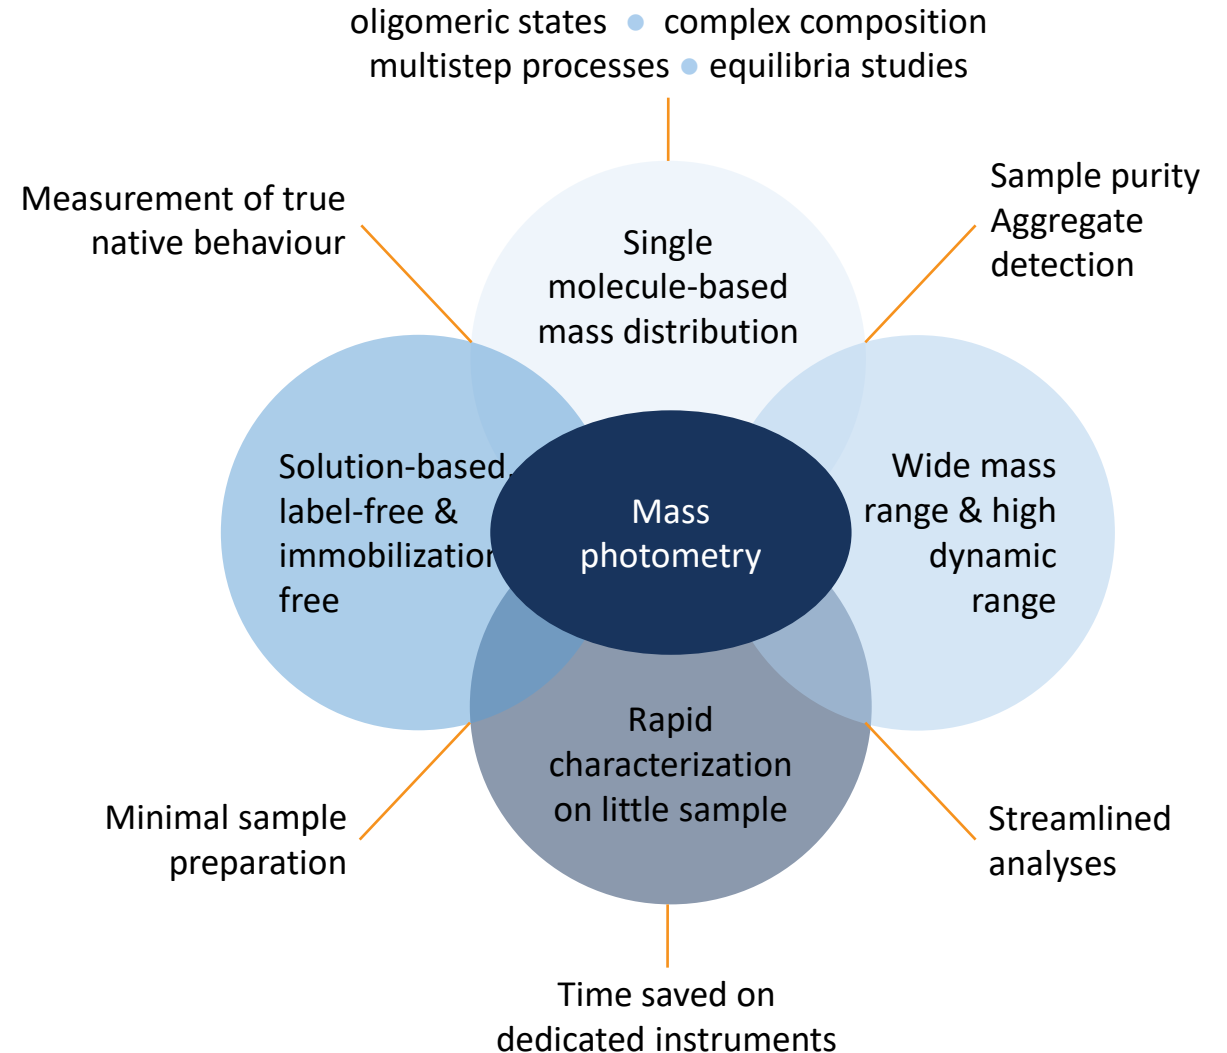 oligomeric states • complex composition
multistep processes • equilibria studies
Measurement of true
native behaviour
Sample purity
Aggregate
detection
Single
molecule-based
mass distribution
Solution-based,
label-free &
immobilization
free
Mass
photometry
Wide mass
range & high
dynamic
range
Rapid
characterization
on little sample
Minimal sample
preparation
Streamlined
analyses
Time saved on
dedicated instruments